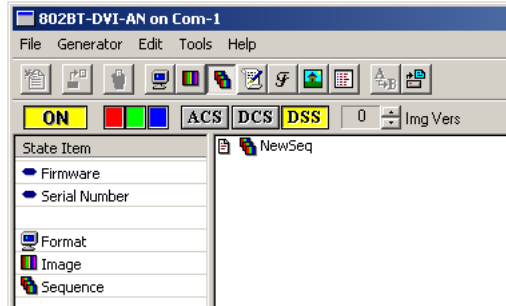 802BT-DVI-AN on Com-1
File Generator Edit Tools Help
A B
ON ACS DCS DSS 0 Img Vers
State Item
NewSeq
Firmware
Serial Number
Format
Image
Sequence